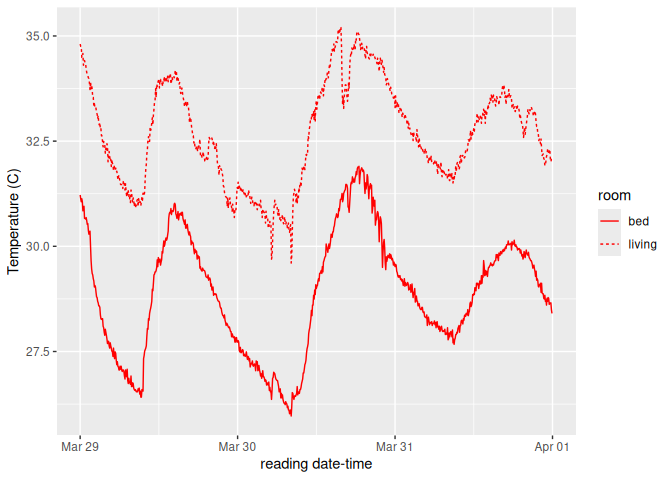 35.0
32.5
30.0
27.5
Temperature (C)
Mar 29
Mar 30
Mar 31
Apr 01
reading date-time
room
bed
living